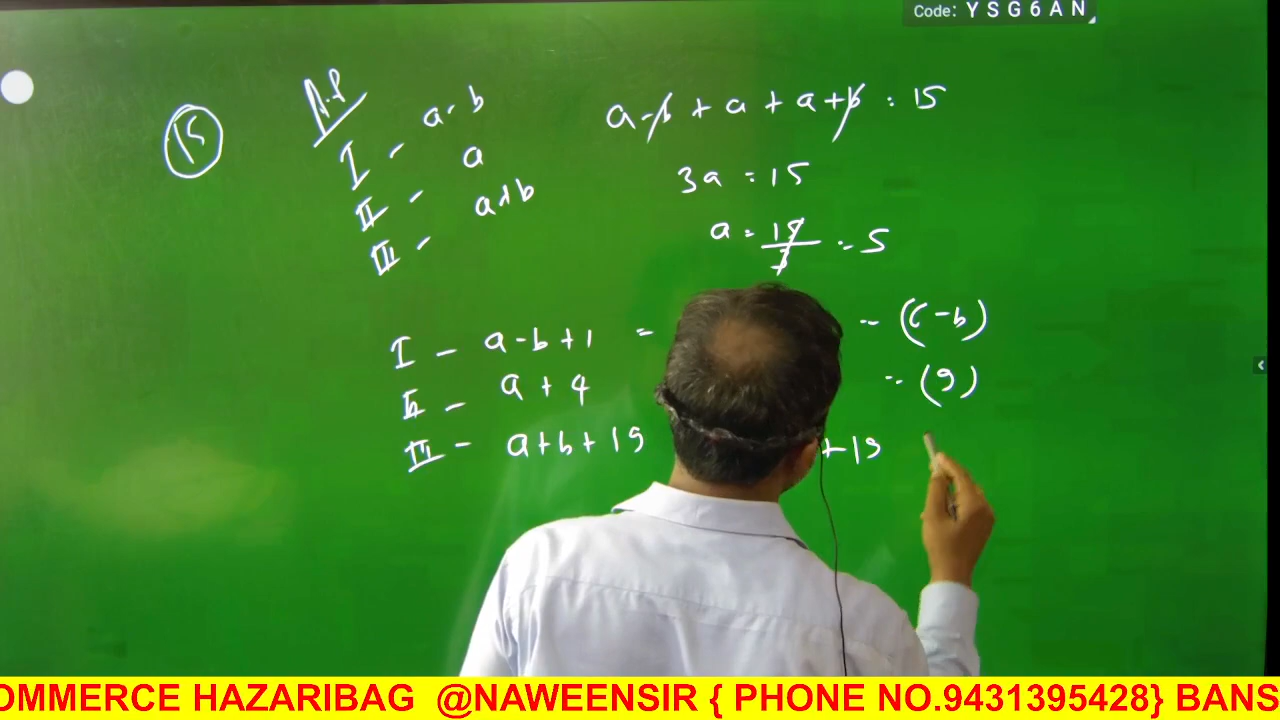 Code: Y S G 6 A N
15
A.P
I - a-b
II - a
III - a+b
a-b + a + a+b = 15
3a = 15
a = 15/3 = 5
I - a-b+1 = - (6-b)
II - a+4 - (9)
III - a+b+19 +19
OMMERCE HAZARIBAG @NAWEENSIR { PHONE NO.9431395428} BANS